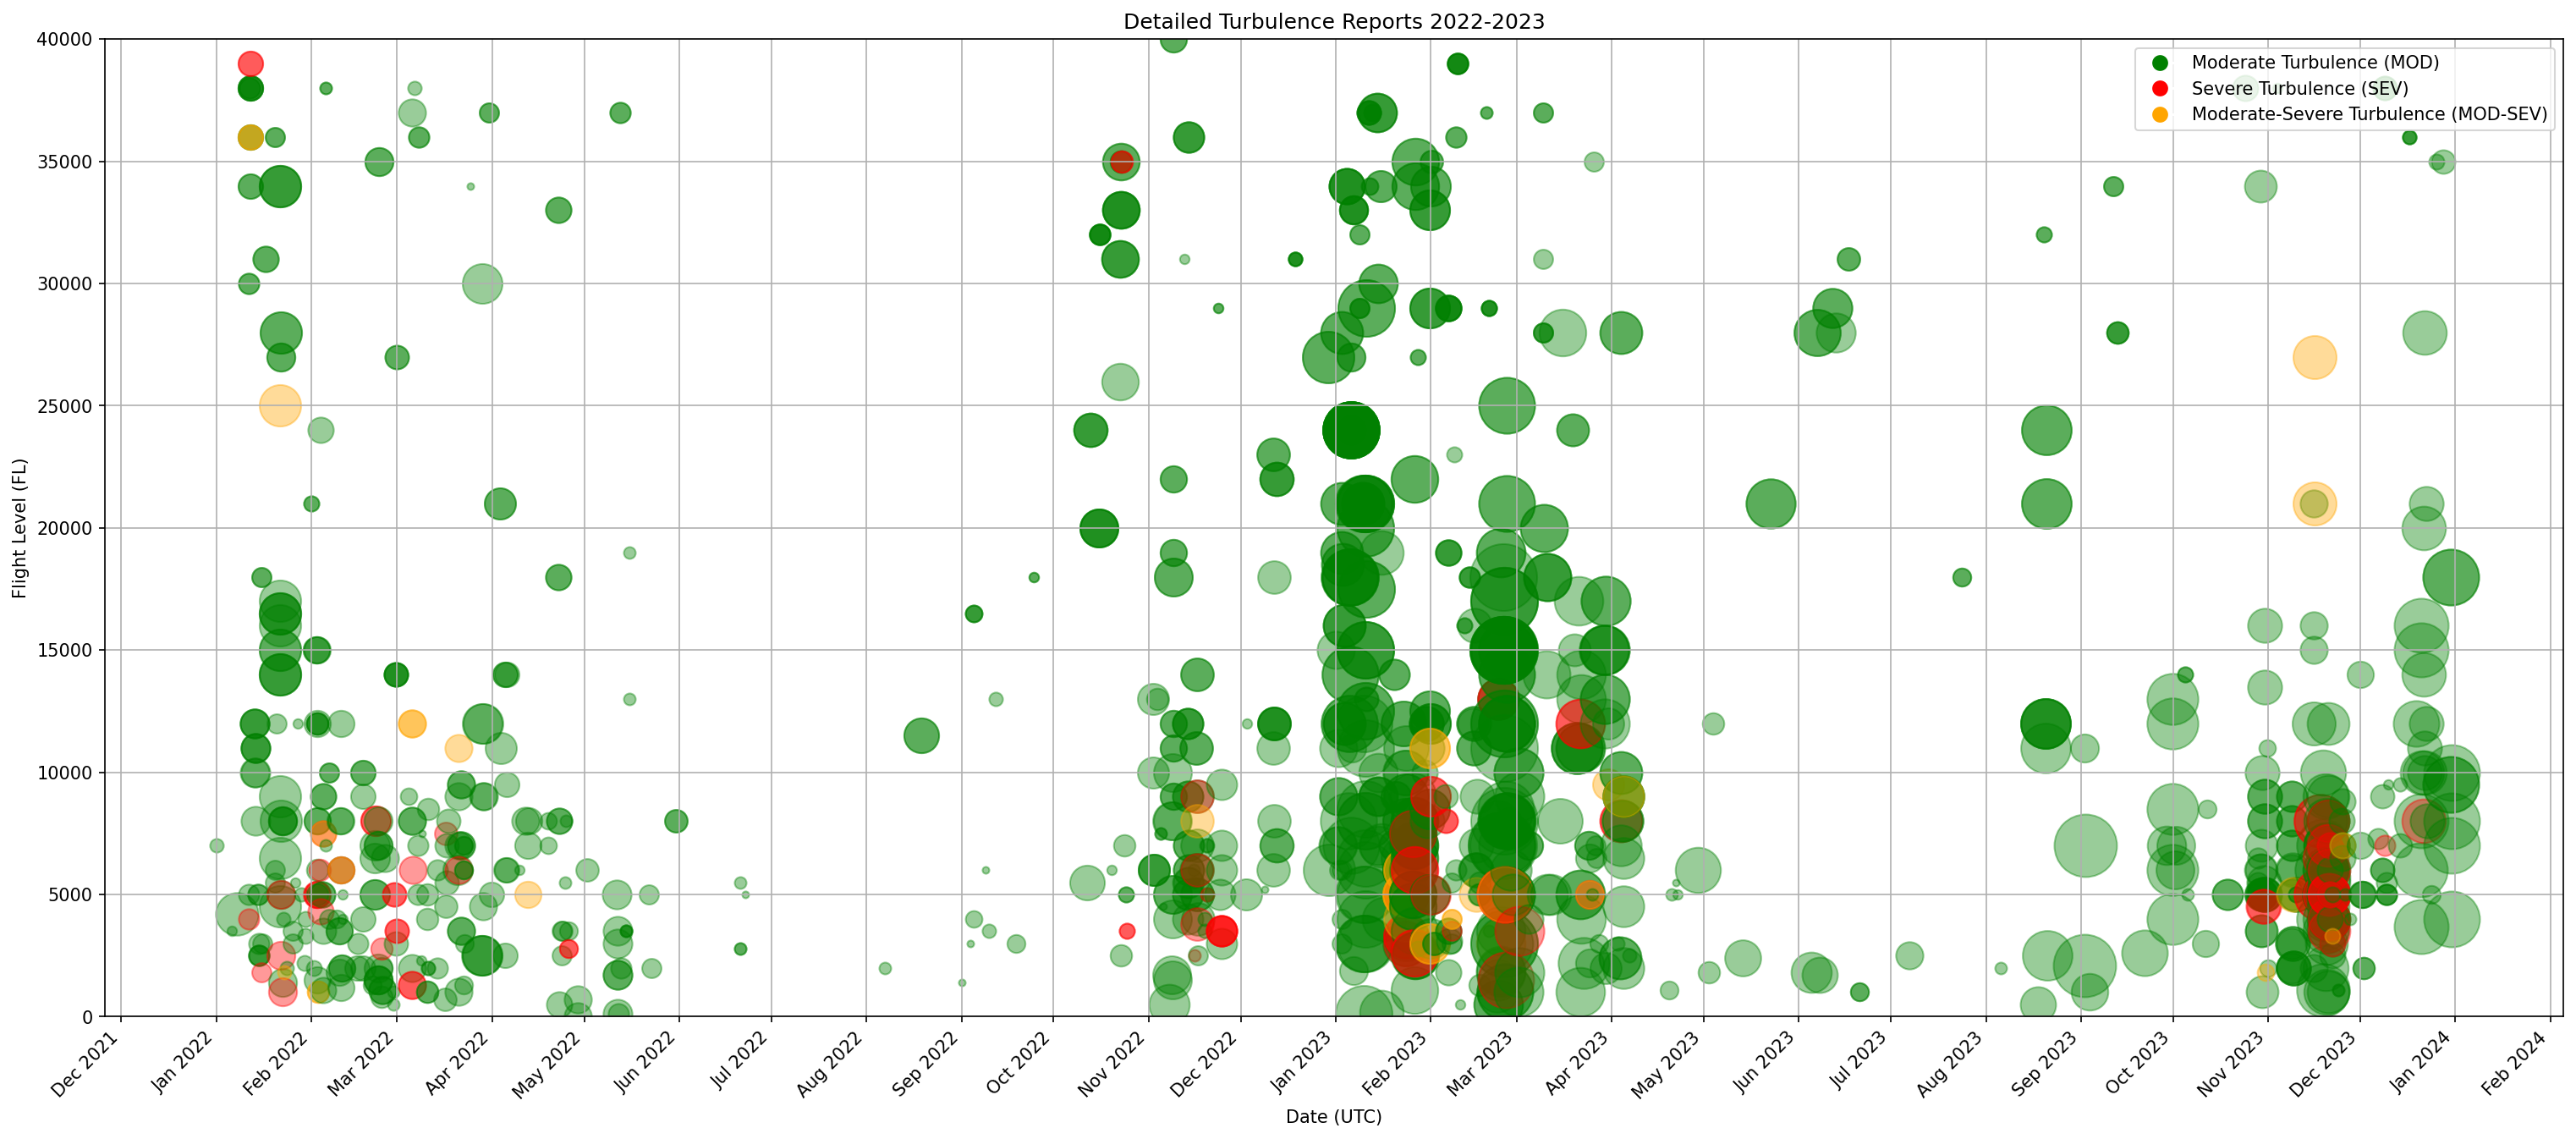 Detailed Turbulence Reports 2022-2023
Moderate Turbulence (MOD)
Severe Turbulence (SEV)
Moderate-Severe Turbulence (MOD-SEV)
Flight Level (FL)
40000
35000
30000
25000
20000
15000
10000
5000
0
Dec 2021
Jan 2022
Feb 2022
Mar 2022
Apr 2022
May 2022
Jun 2022
Jul 2022
Aug 2022
Sep 2022
Oct 2022
Nov 2022
Dec 2022
Jan 2023
Feb 2023
Mar 2023
Apr 2023
May 2023
Jun 2023
Jul 2023
Aug 2023
Sep 2023
Oct 2023
Nov 2023
Dec 2023
Jan 2024
Feb 2024
Date (UTC)